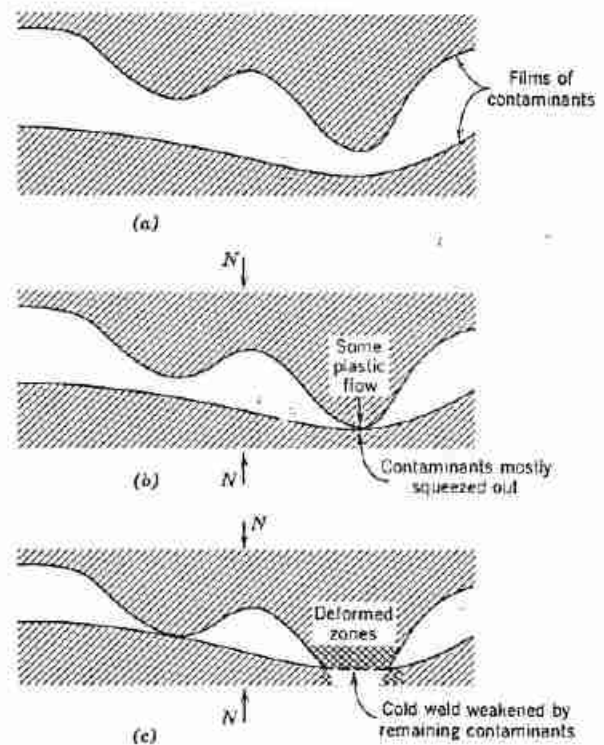 Films of
contaminants
(a)
N
Some
plastic
flow
Contaminants mostly
squeezed out
(b)
N
N
Deformed
zones
Cold weld weakened by
remaining contaminants
(c)
N